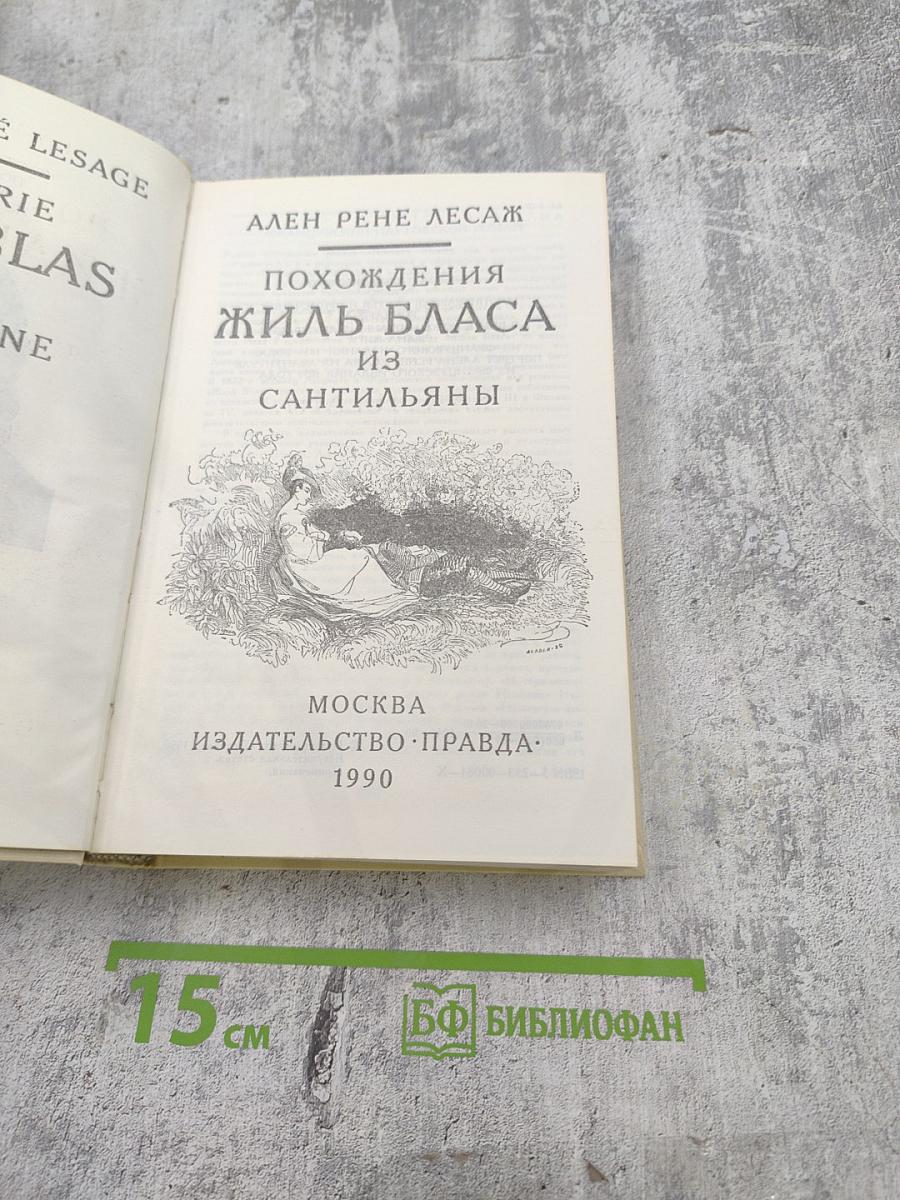 É LESAGE
RIE
BLAS
NE
АЛЕН РЕНЕ ЛЕСАЖ
ПОХОЖДЕНИЯ
ЖИЛЬ БЛАСА
ИЗ
САНТИЛЬЯНЫ
МОСКВА
ИЗДАТЕЛЬСТВО·ПРАВДА·
1990
15 см
БФ БИБЛИОФАН